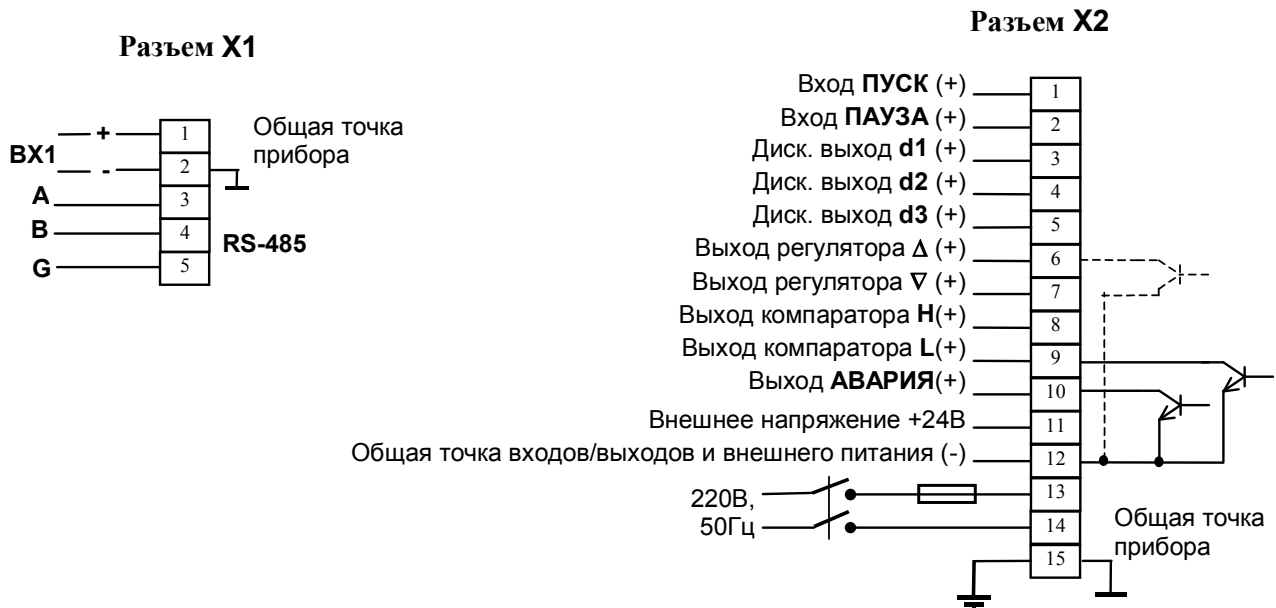 Разъем X1
+
1
Общая точка
прибора
BX1
-
2
A
3
B
4
RS-485
G
5
Разъем X2
Вход ПУСК (+)
1
Вход ПАУЗА (+)
2
Диск. выход d1 (+)
3
Диск. выход d2 (+)
4
Диск. выход d3 (+)
5
Выход регулятора Δ (+)
6
Выход регулятора ∇ (+)
7
Выход компаратора H(+)
8
Выход компаратора L(+)
9
Выход АВАРИЯ(+)
10
Внешнее напряжение +24В
11
Общая точка входов/выходов и внешнего питания (-)
12
220В,
13
50Гц
14
Общая точка
прибора
15